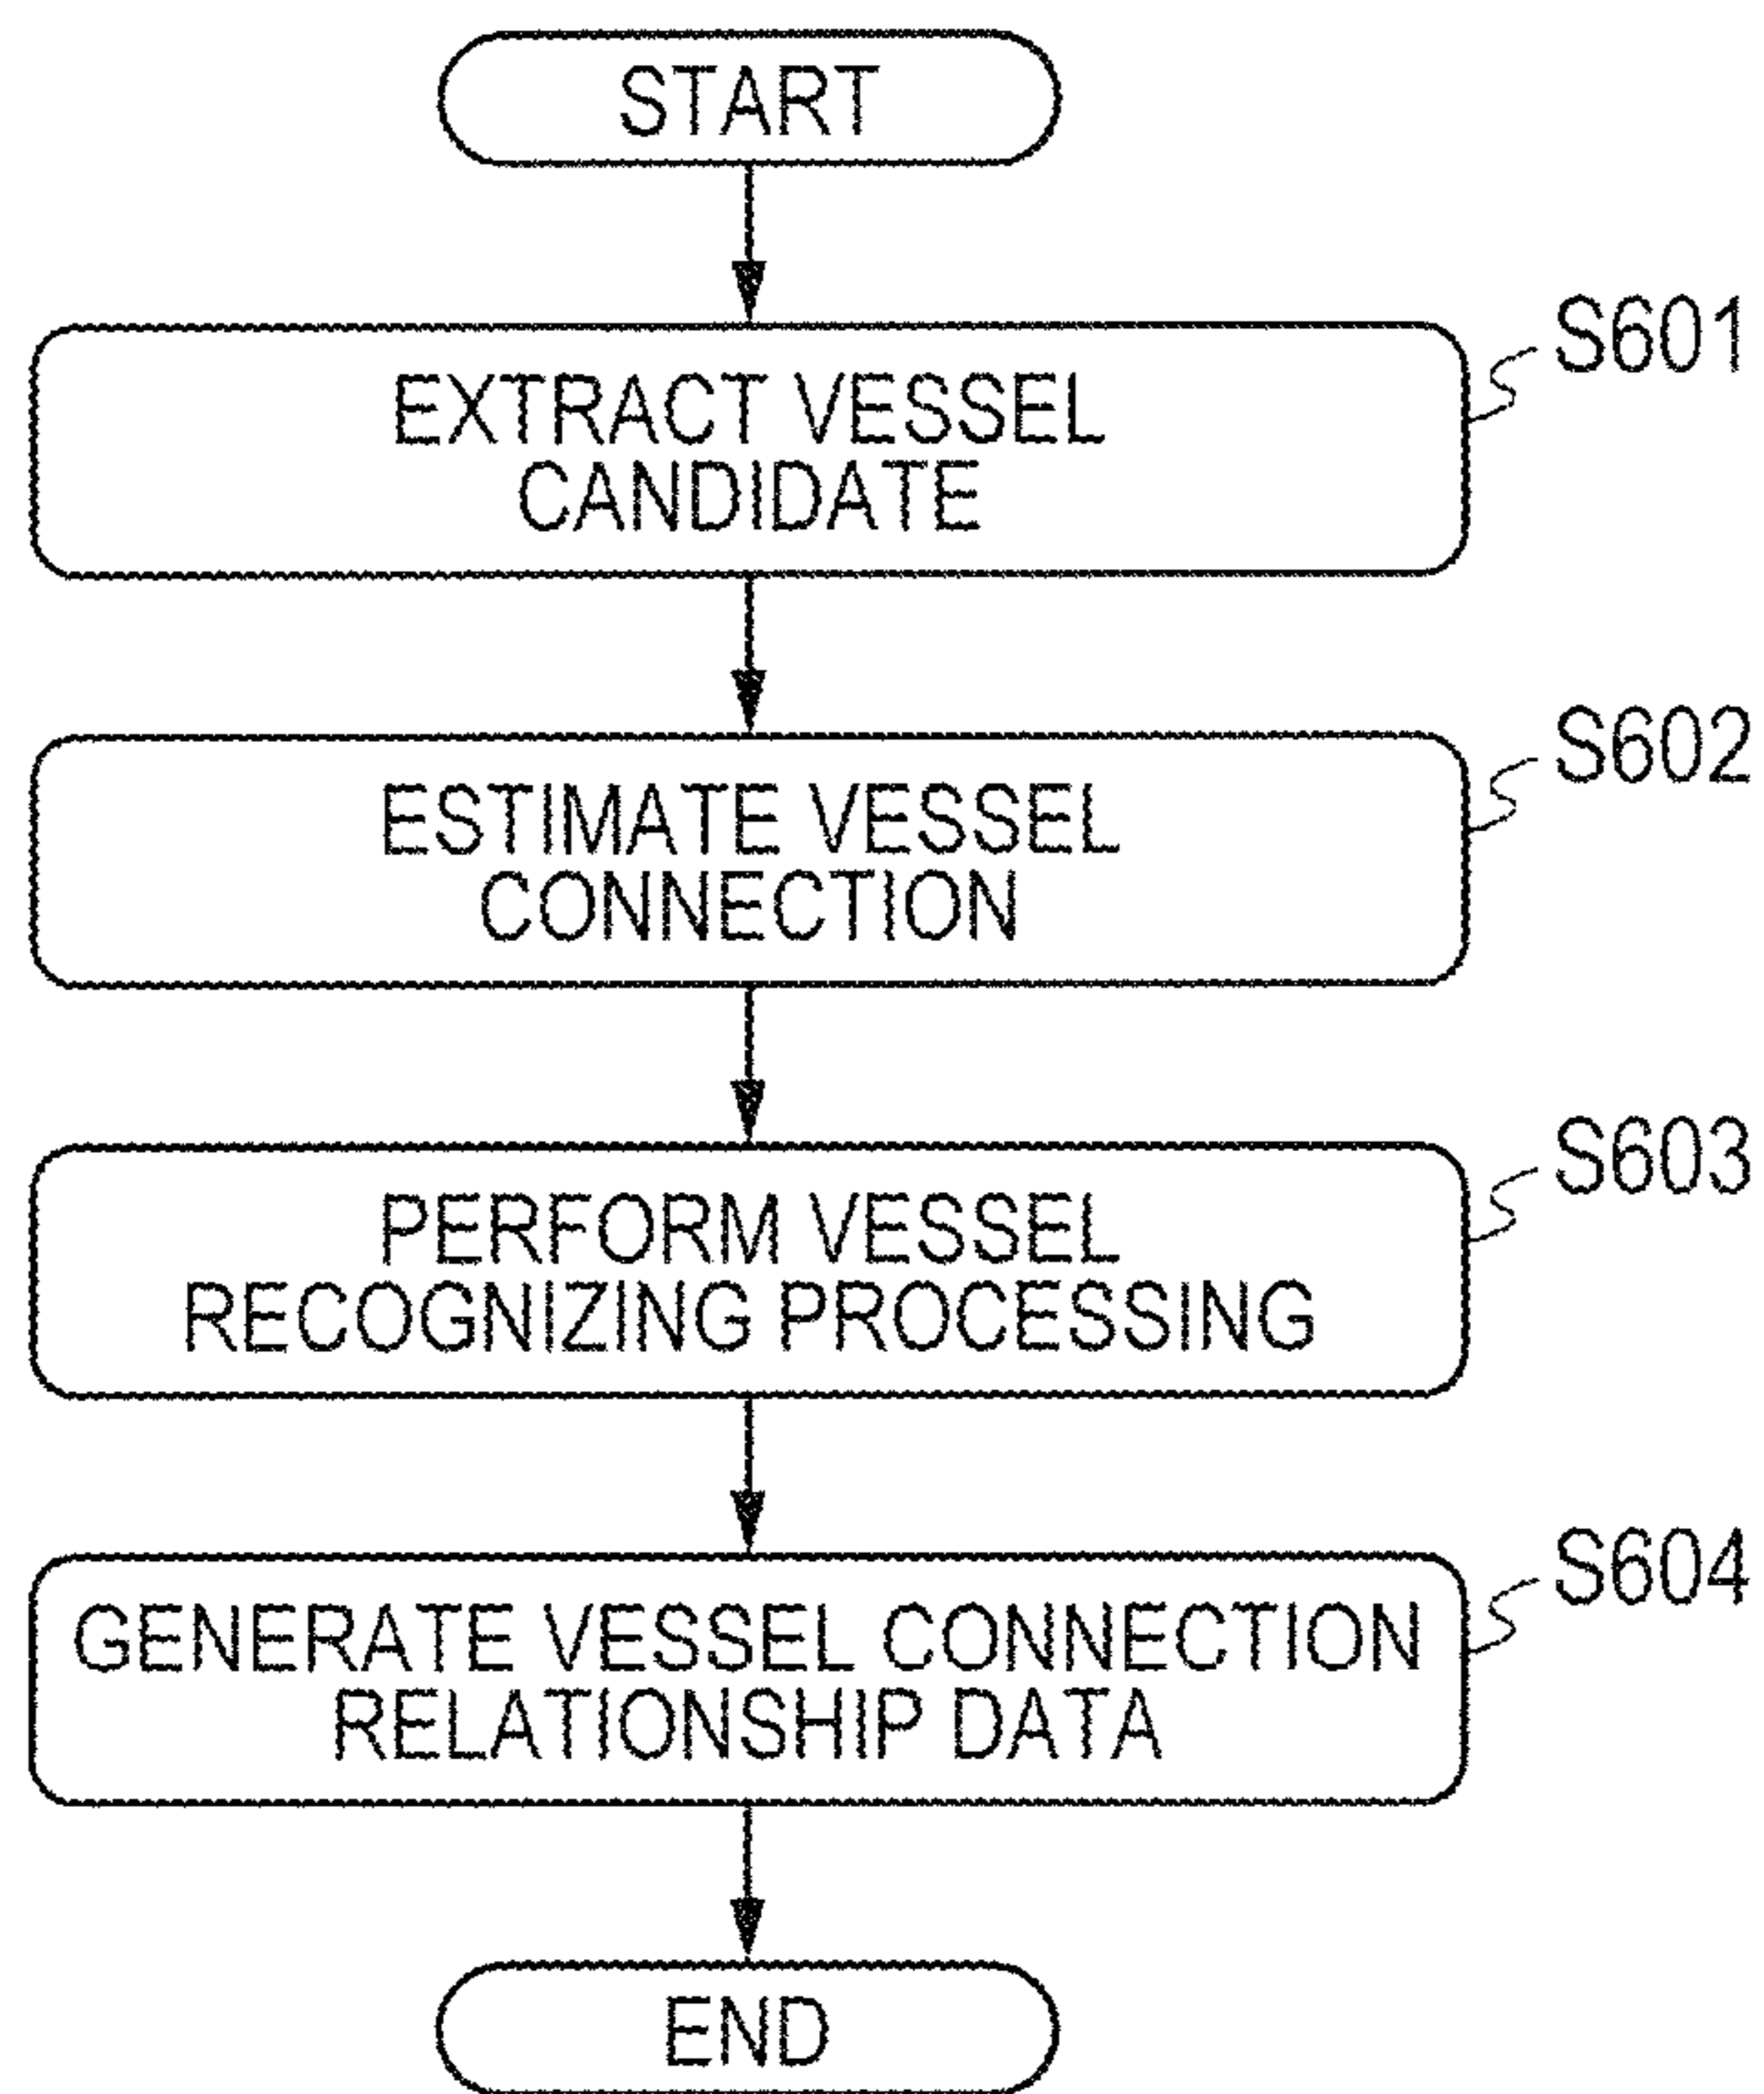 START
EXTRACT VESSEL
CANDIDATE
S601
ESTIMATE VESSEL
CONNECTION
S602
PERFORM VESSEL
RECOGNIZING PROCESSING
S603
GENERATE VESSEL CONNECTION
RELATIONSHIP DATA
S604
END